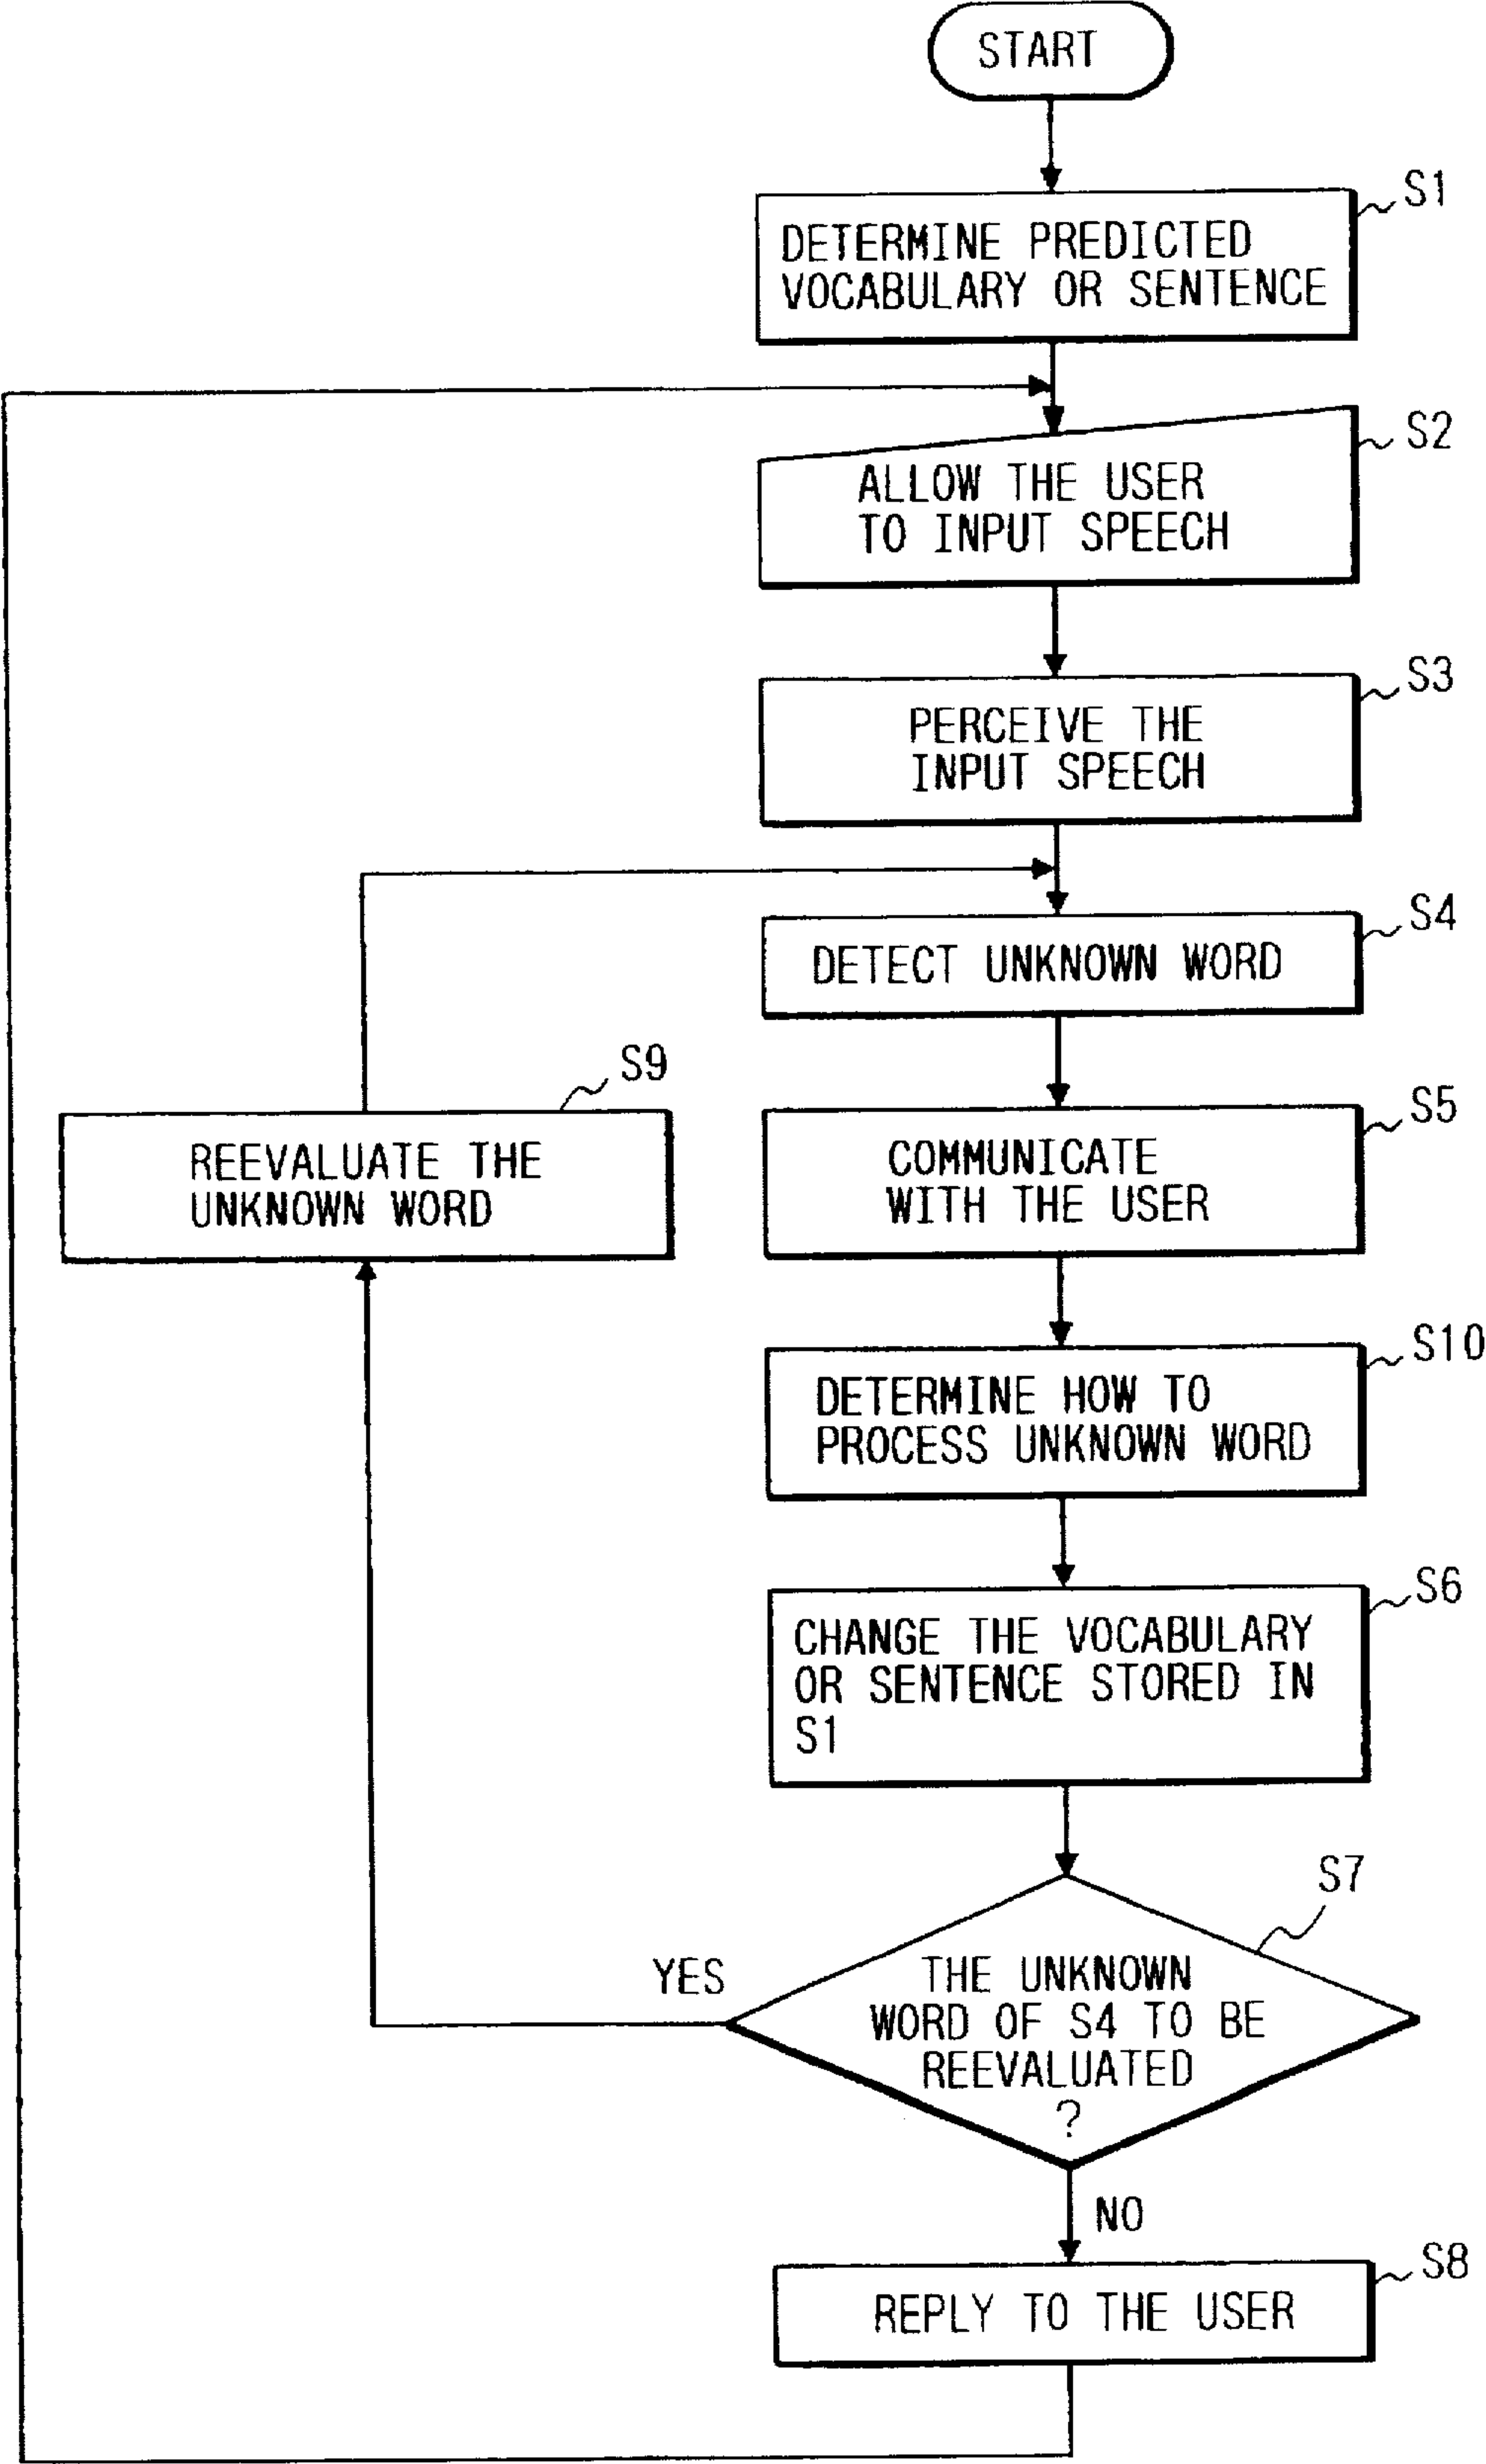 START
S1
DETERMINE PREDICTED
VOCABULARY OR SENTENCE
S2
ALLOW THE USER
TO INPUT SPEECH
S3
PERCEIVE THE
INPUT SPEECH
S4
DETECT UNKNOWN WORD
S9
REEVALUATE THE
UNKNOWN WORD
S5
COMMUNICATE
WITH THE USER
S10
DETERMINE HOW TO
PROCESS UNKNOWN WORD
S6
CHANGE THE VOCABULARY
OR SENTENCE STORED IN
S1
S7
YES
THE UNKNOWN
WORD OF S4 TO BE
REEVALUATED
?
NO
S8
REPLY TO THE USER